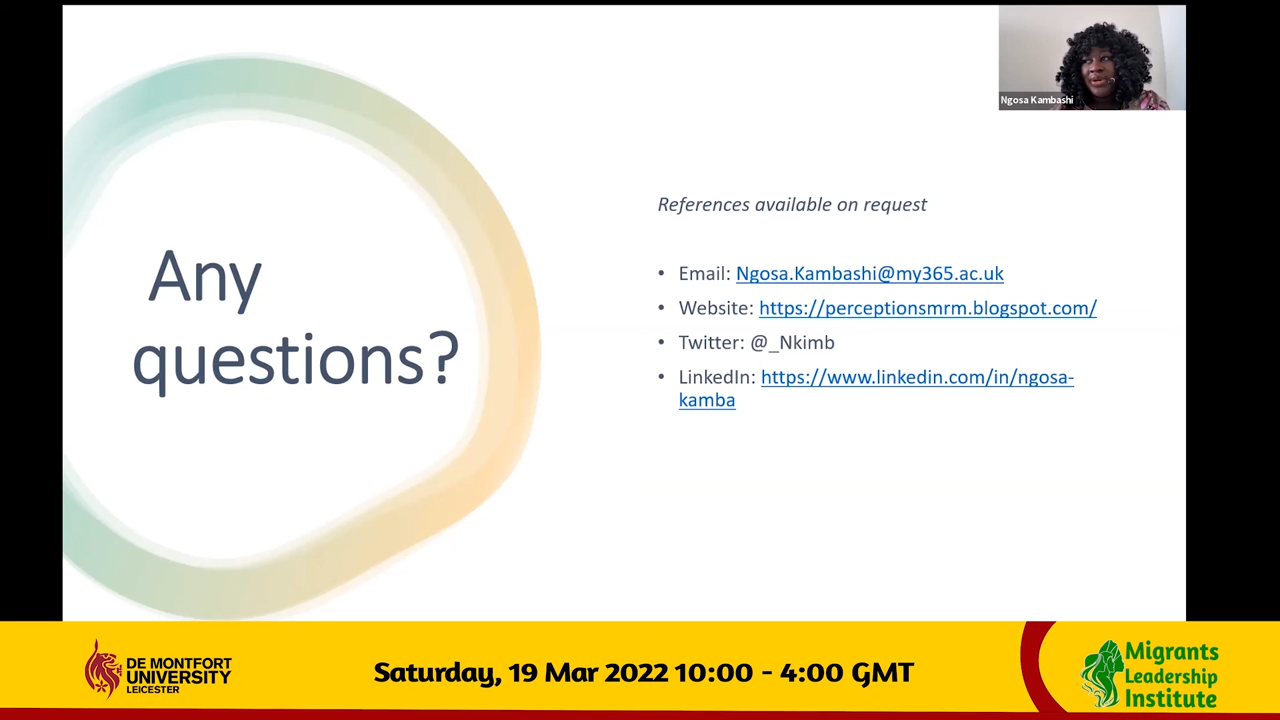 Ngosa Kambashi
References available on request
Any
questions?
• Email: Ngosa.Kambashi@my365.ac.uk
• Website: https://perceptionsmrm.blogspot.com/
• Twitter: @_Nkimb
• LinkedIn: https://www.linkedin.com/in/ngosa-
kamba
DE MONTFORT
UNIVERSITY
LEICESTER
Saturday, 19 Mar 2022 10:00 - 4:00 GMT
Migrants
Leadership
Institute